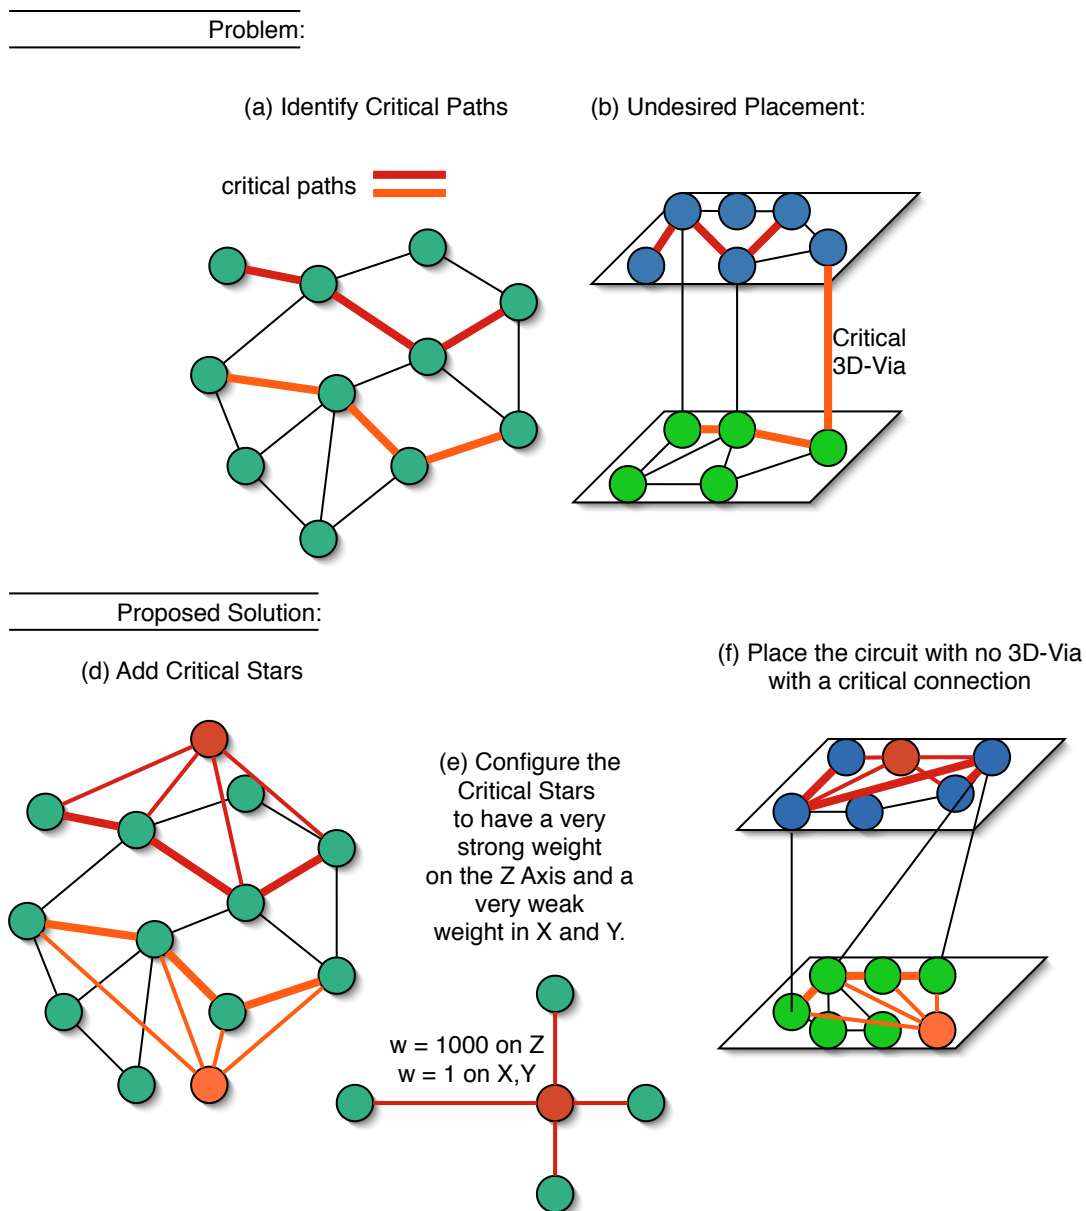 Problem:
(a) Identify Critical Paths
(b) Undesired Placement:
critical paths
Critical
3D-Via
Proposed Solution:
(d) Add Critical Stars
(e) Configure the
Critical Stars
to have a very
strong weight
on the Z Axis and a
very weak
weight in X and Y.
w = 1000 on Z
w = 1 on X,Y
(f) Place the circuit with no 3D-Via
with a critical connection